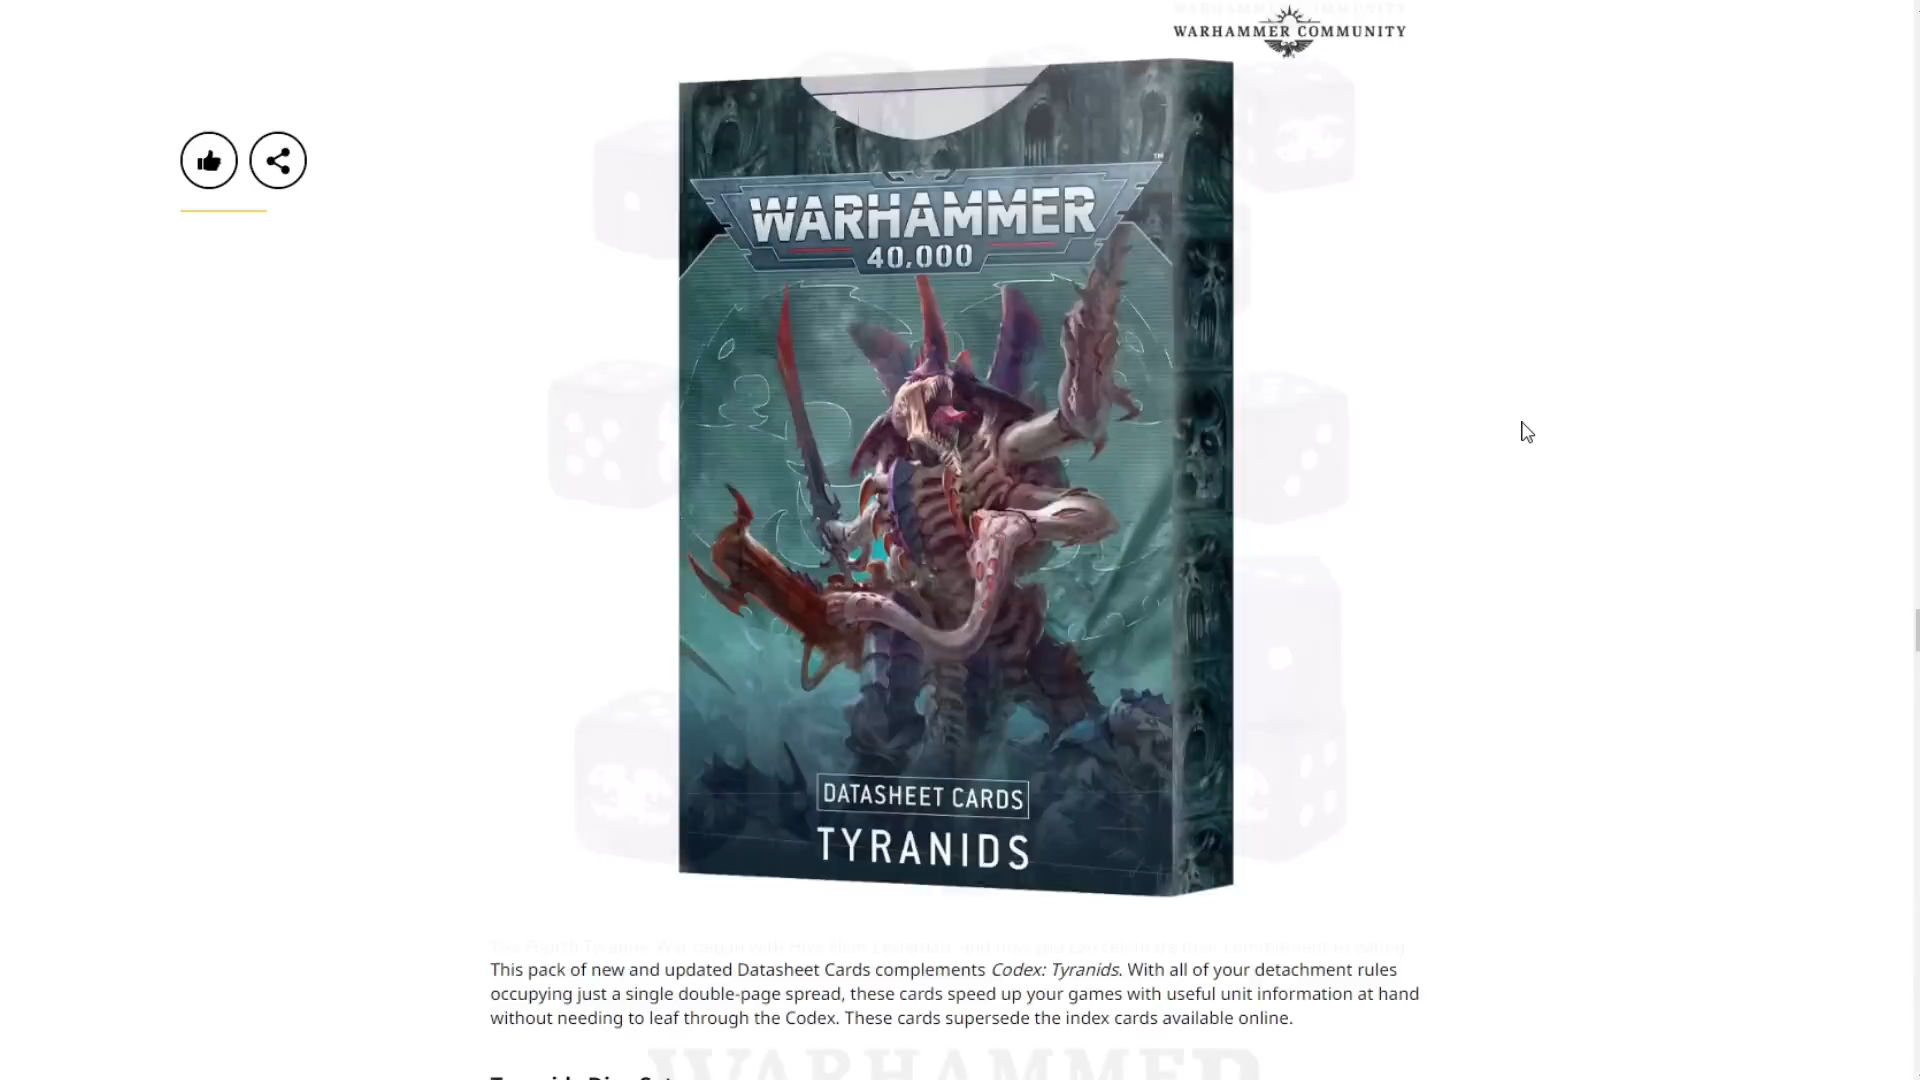 WARHAMMER COMMUNITY
WARHAMMER
40,000
TM
DATASHEET CARDS
TYRANIDS
This pack of new and updated Datasheet Cards complements Codex: Tyranids. With all of your detachment rules
occupying just a single double-page spread, these cards speed up your games with useful unit information at hand
without needing to leaf through the Codex. These cards supersede the index cards available online.
WARHAMMER